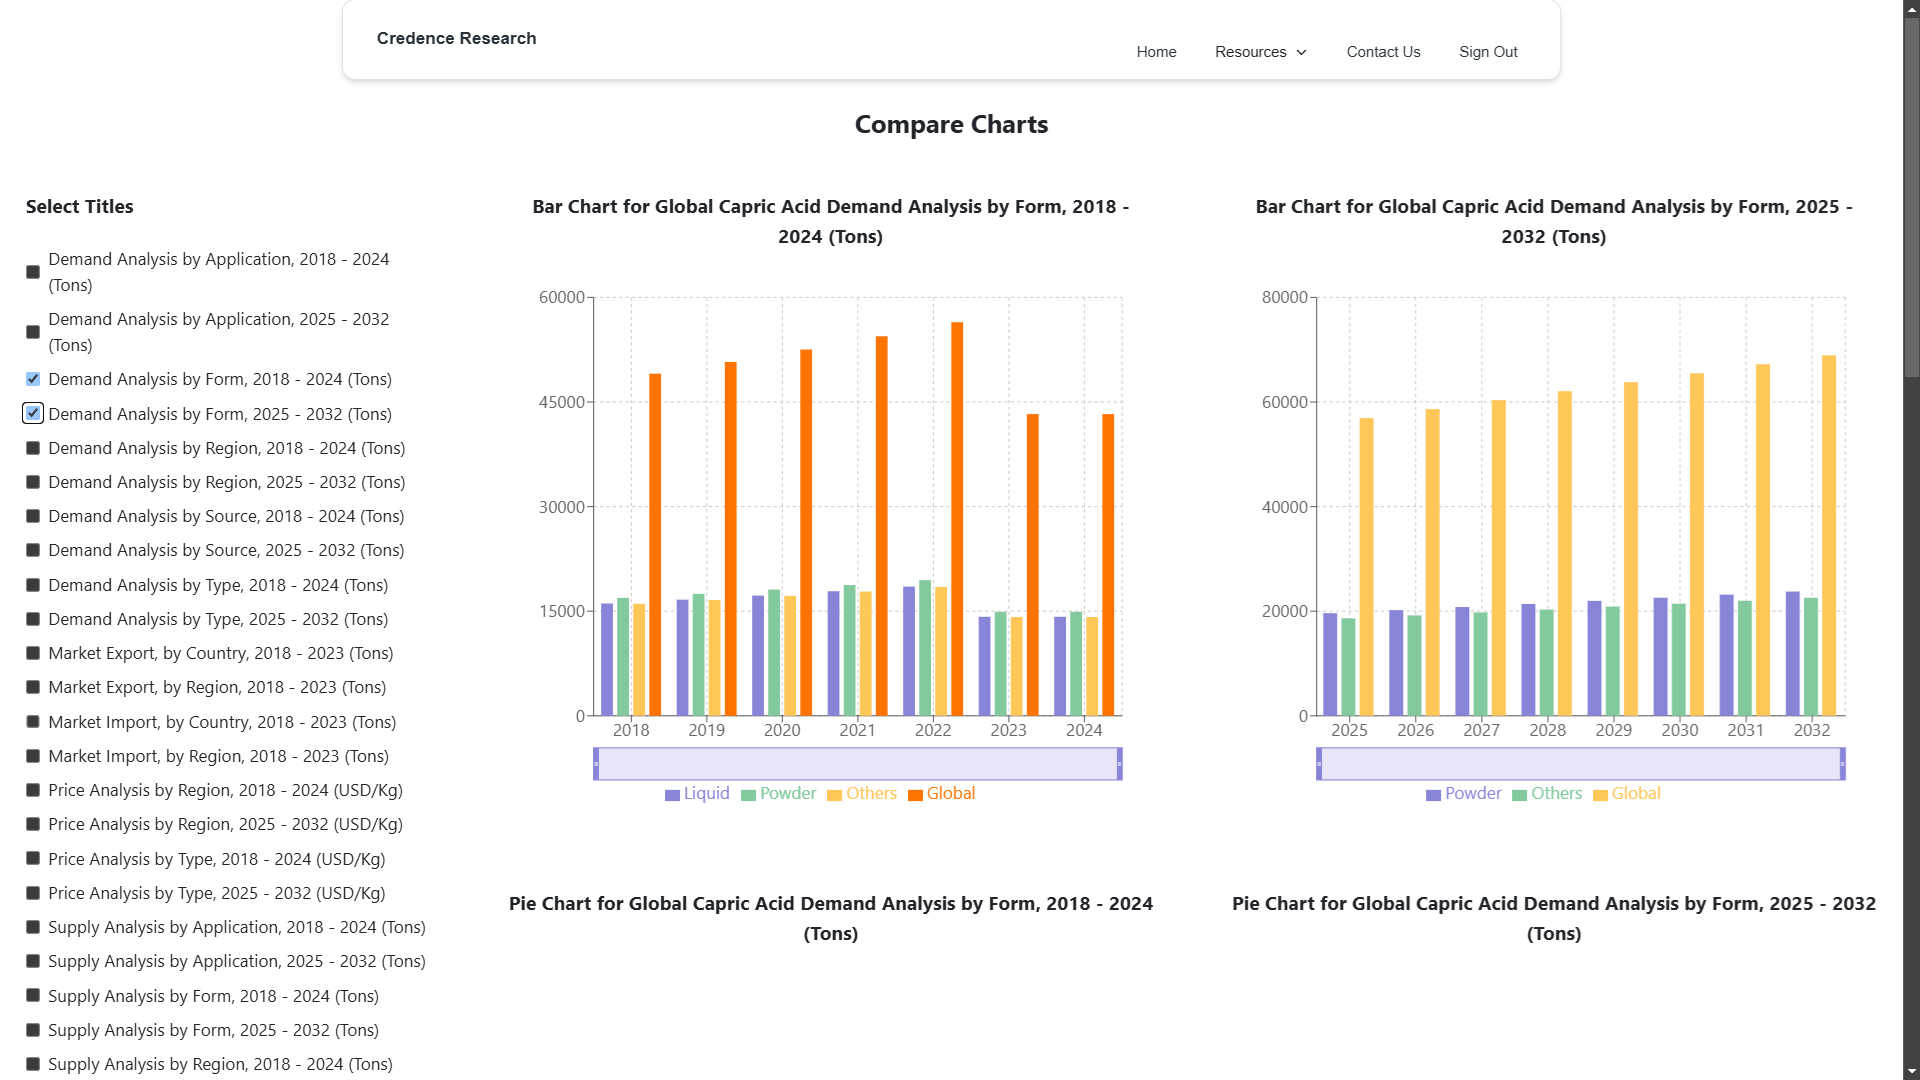 Credence Research
Home
Resources
Contact Us
Sign Out
Compare Charts
Select Titles
Demand Analysis by Application, 2018 - 2024
(Tons)
Demand Analysis by Application, 2025 - 2032
(Tons)
Demand Analysis by Form, 2018 - 2024 (Tons)
Demand Analysis by Form, 2025 - 2032 (Tons)
Demand Analysis by Region, 2018 - 2024 (Tons)
Demand Analysis by Region, 2025 - 2032 (Tons)
Demand Analysis by Source, 2018 - 2024 (Tons)
Demand Analysis by Source, 2025 - 2032 (Tons)
Demand Analysis by Type, 2018 - 2024 (Tons)
Demand Analysis by Type, 2025 - 2032 (Tons)
Market Export, by Country, 2018 - 2023 (Tons)
Market Export, by Region, 2018 - 2023 (Tons)
Market Import, by Country, 2018 - 2023 (Tons)
Market Import, by Region, 2018 - 2023 (Tons)
Price Analysis by Region, 2018 - 2024 (USD/Kg)
Price Analysis by Region, 2025 - 2032 (USD/Kg)
Price Analysis by Type, 2018 - 2024 (USD/Kg)
Price Analysis by Type, 2025 - 2032 (USD/Kg)
Supply Analysis by Application, 2018 - 2024 (Tons)
Supply Analysis by Application, 2025 - 2032 (Tons)
Supply Analysis by Form, 2018 - 2024 (Tons)
Supply Analysis by Form, 2025 - 2032 (Tons)
Supply Analysis by Region, 2018 - 2024 (Tons)
Bar Chart for Global Capric Acid Demand Analysis by Form, 2018 -
2024 (Tons)
60000
45000
30000
15000
0
2018 2019 2020 2021 2022 2023 2024
Liquid Powder Others Global
Bar Chart for Global Capric Acid Demand Analysis by Form, 2025 -
2032 (Tons)
80000
60000
40000
20000
0
2025 2026 2027 2028 2029 2030 2031 2032
Powder Others Global
Pie Chart for Global Capric Acid Demand Analysis by Form, 2018 - 2024
(Tons)
Pie Chart for Global Capric Acid Demand Analysis by Form, 2025 - 2032
(Tons)